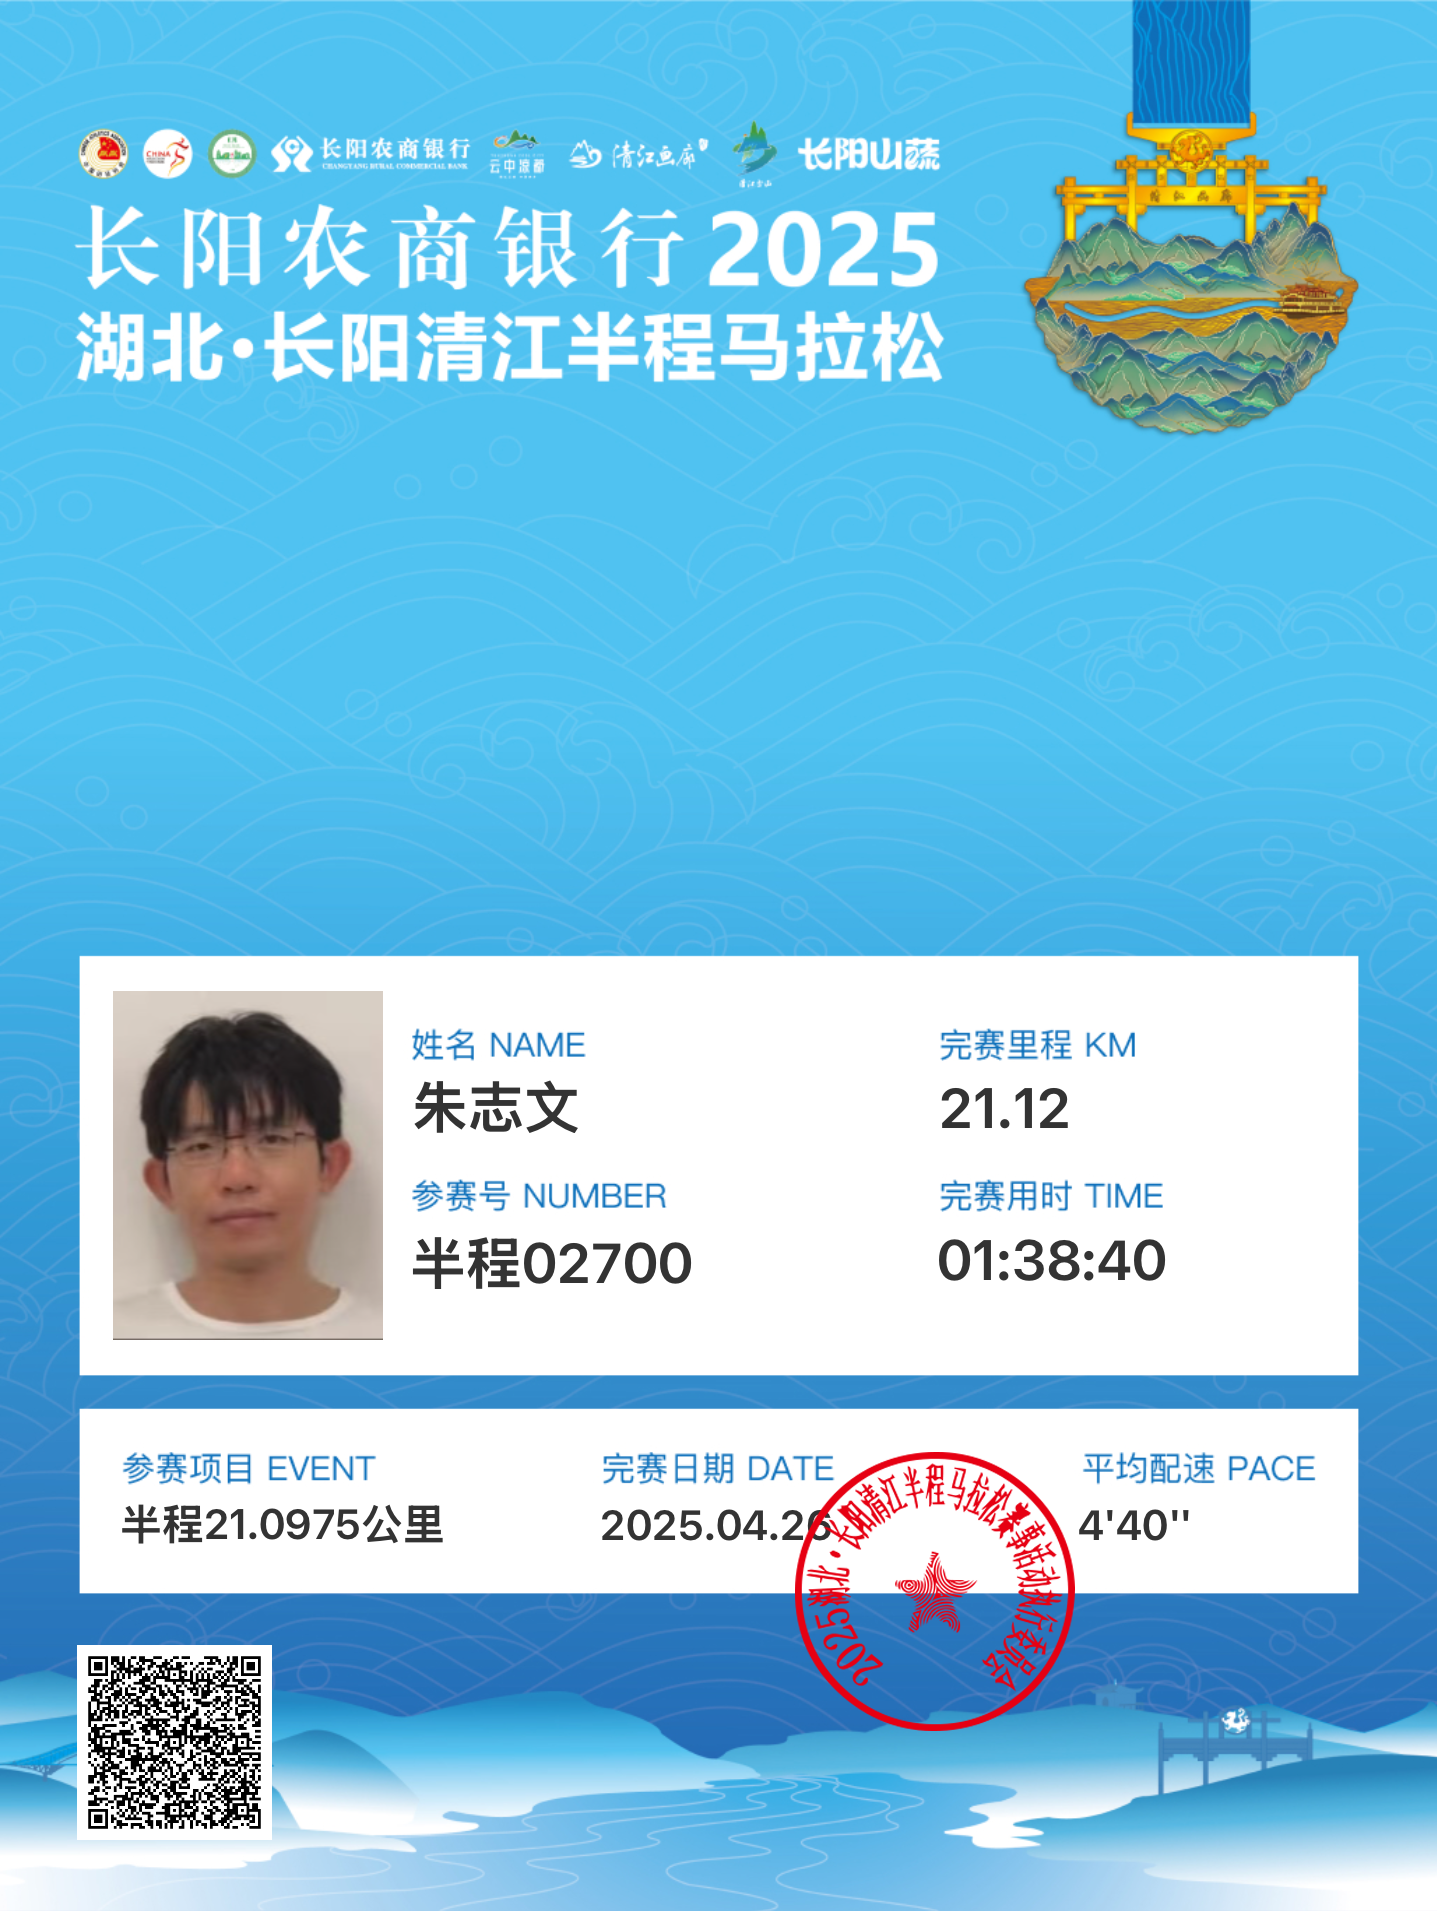 CHINA
长阳农商银行
CHANGYANG RURAL COMMERCIAL BANK
云中凉都
清江画廊
清江方山
长阳山蔬
长阳农商银行2025
湖北·长阳清江半程马拉松
清江画廊
姓名 NAME
朱志文
完赛里程 KM
21.12
参赛号 NUMBER
半程02700
完赛用时 TIME
01:38:40
参赛项目 EVENT
半程21.0975公里
完赛日期 DATE
2025.04.26
平均配速 PACE
4'40''
2025湖北·长阳清江半程马拉松赛事活动执行委员会